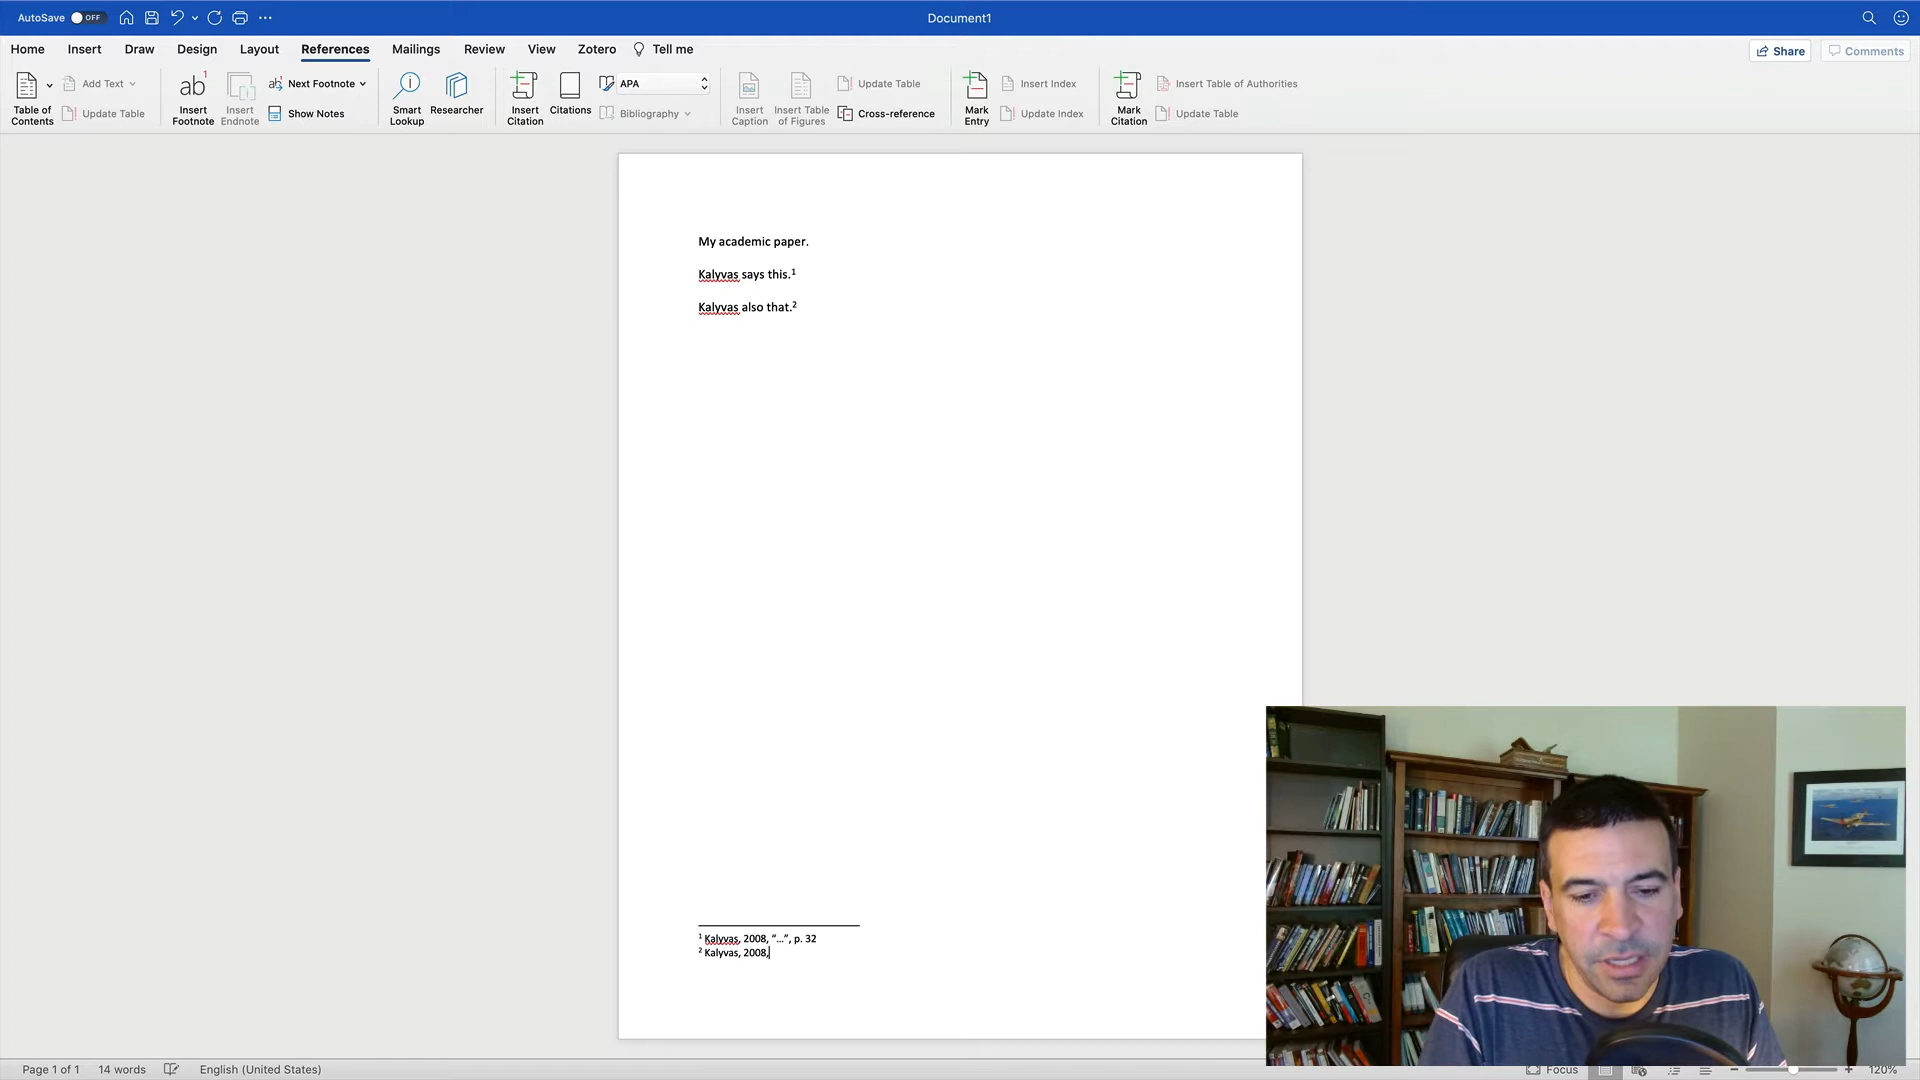 AutoSave OFF
Document1
Home Insert Draw Design Layout References Mailings Review View Zotero Tell me
Share Comments
Table of Contents
Add Text
Update Table
ab1 Insert Footnote
Insert Endnote
ab1 Next Footnote
Show Notes
Smart Lookup
Researcher
Insert Citation
Citations
APA
Bibliography
Insert Caption
Insert Table of Figures
Update Table
Cross-reference
Mark Entry
Insert Index
Update Index
Mark Citation
Insert Table of Authorities
Update Table
My academic paper.
Kalyvas says this.1
Kalyvas also that.2
1 Kalyvas, 2008, “…”, p. 32
2 Kalyvas, 2008,
Page 1 of 1 14 words English (United States) Focus 120%